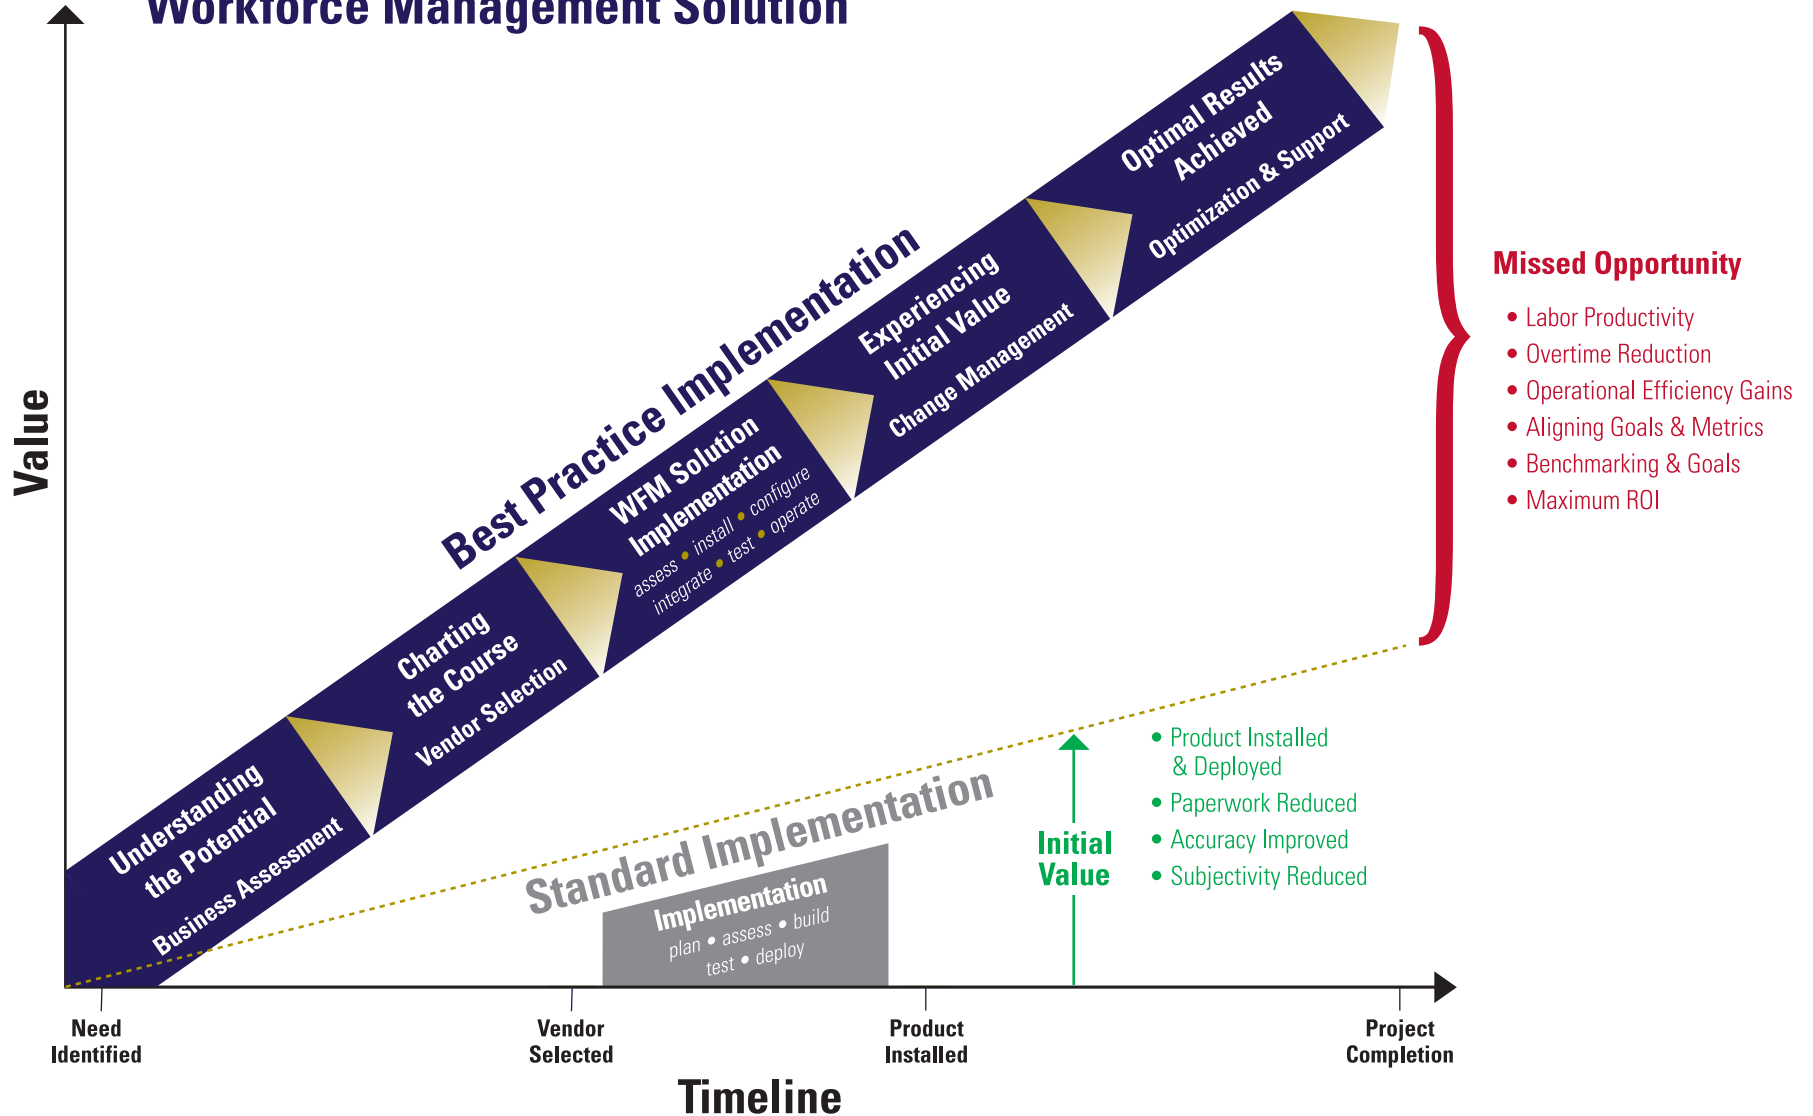 Workforce Management Solution
Value
Best Practice Implementation
Understanding
the Potential
Business Assessment
Charting
the Course
Vendor Selection
WFM Solution
Implementation
assess • install • configure
integrate • test • operate
Experiencing
Initial Value
Change Management
Optimal Results
Achieved
Optimization & Support
Missed Opportunity
• Labor Productivity
• Overtime Reduction
• Operational Efficiency Gains
• Aligning Goals & Metrics
• Benchmarking & Goals
• Maximum ROI
Standard Implementation
Implementation
plan • assess • build
test • deploy
Initial
Value
• Product Installed
& Deployed
• Paperwork Reduced
• Accuracy Improved
• Subjectivity Reduced
Need
Identified
Vendor
Selected
Product
Installed
Project
Completion
Timeline